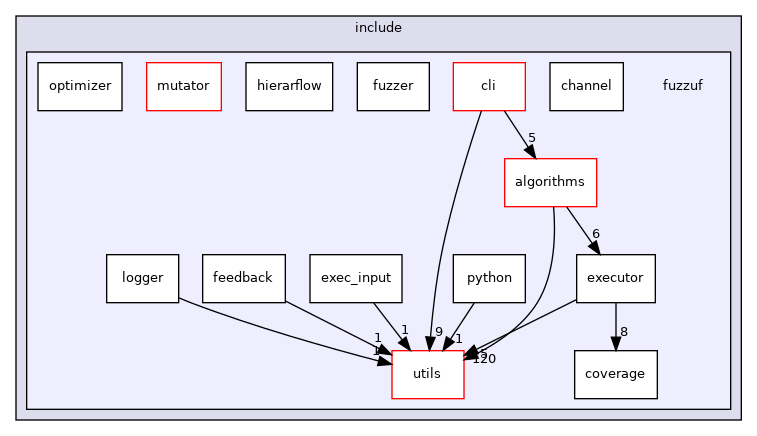 include
optimizer
mutator
hierarflow
fuzzer
cli
channel
fuzzuf
5
algorithms
6
logger
feedback
exec_input
python
executor
1
1
9
1
8
120
utils
coverage